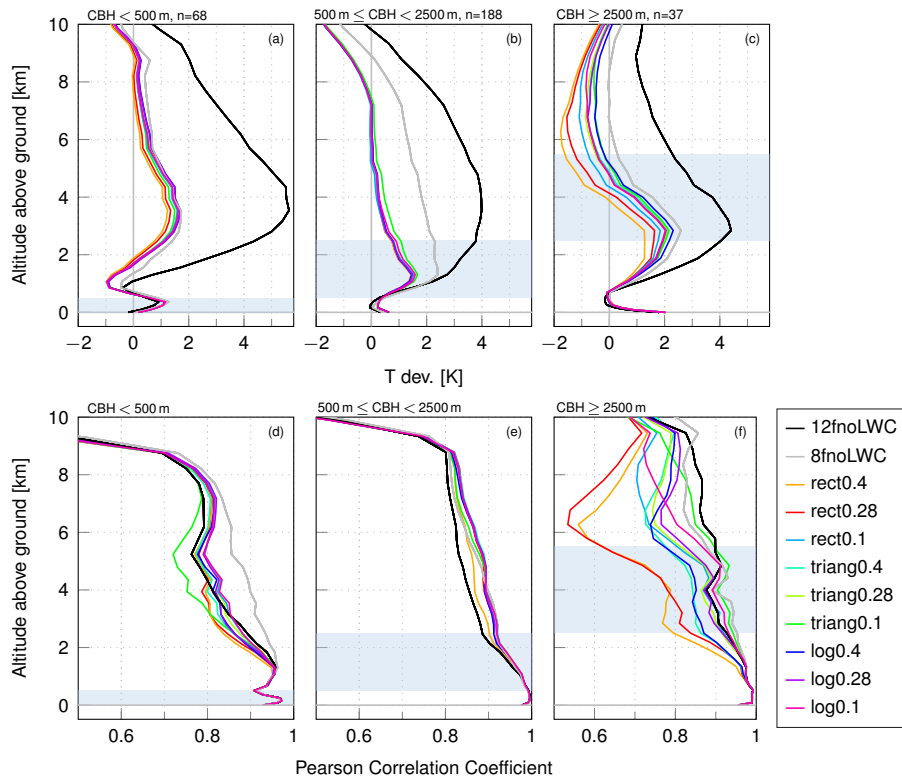 CBH < 500 m, n=68
500 m ≤ CBH < 2500 m, n=188
CBH ≥ 2500 m, n=37
(a)
(b)
(c)
Altitude above ground [km]
10
8
6
4
2
0
−2 0 2 4
−2 0 2 4
−2 0 2 4
T dev. [K]
CBH < 500 m
500 m ≤ CBH < 2500 m
CBH ≥ 2500 m
(d)
(e)
(f)
Altitude above ground [km]
10
8
6
4
2
0
0.6 0.8 1
0.6 0.8 1
0.6 0.8 1
Pearson Correlation Coefficient
12fnoLWC
8fnoLWC
rect0.4
rect0.28
rect0.1
triang0.4
triang0.28
triang0.1
log0.4
log0.28
log0.1